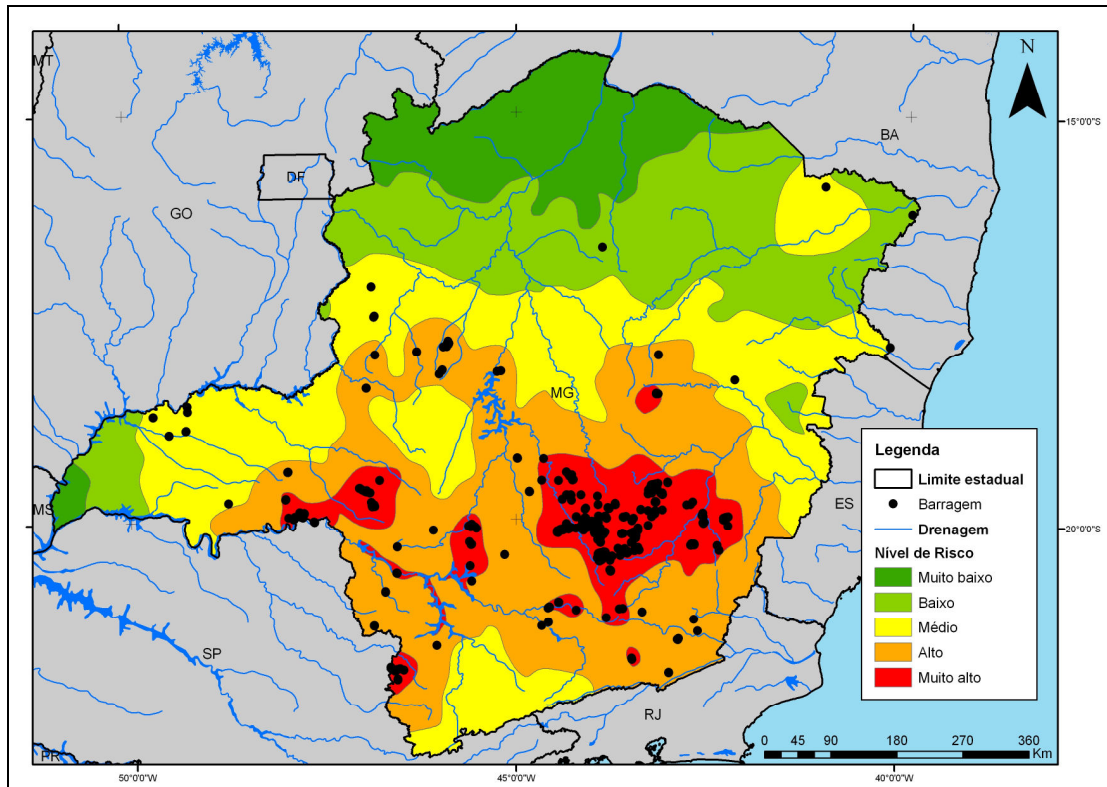 N
MT
15°0'0"S
BA
DF
GO
MG
MS
ES
20°0'0"S
SP
RJ
PR
Legenda
Limite estadual
Barragem
Drenagem
Nível de Risco
Muito baixo
Baixo
Médio
Alto
Muito alto
0 45 90 180 270 360
Km
50°0'0"W
45°0'0"W
40°0'0"W